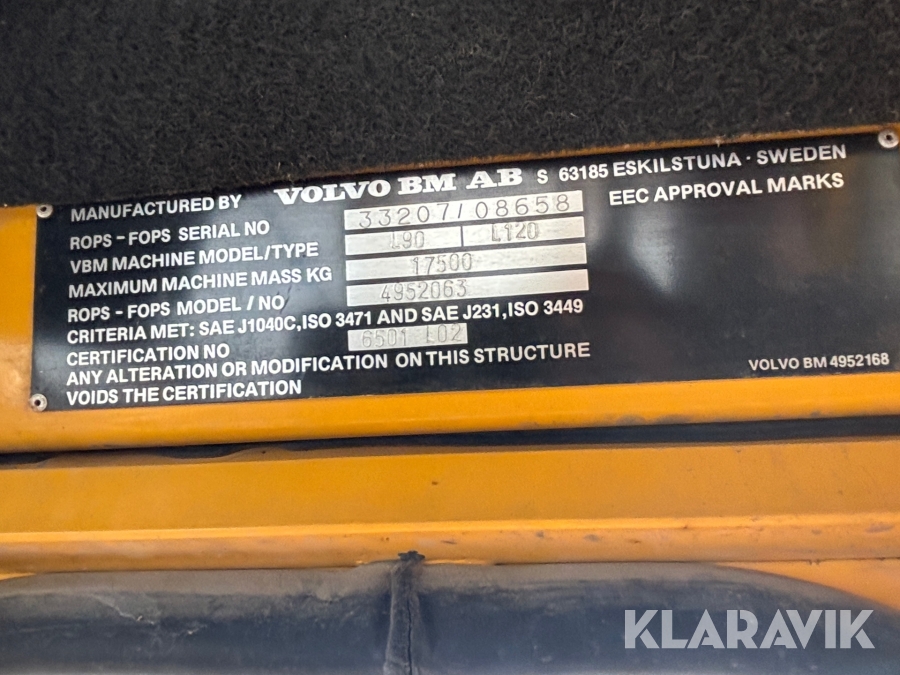 MANUFACTURED BY VOLVO BM AB S 63185 ESKILSTUNA · SWEDEN
ROPS - FOPS SERIAL NO 33207/08658 EEC APPROVAL MARKS
VBM MACHINE MODEL/TYPE L90 L120
MAXIMUM MACHINE MASS KG 17500
ROPS - FOPS MODEL / NO 4952063
CRITERIA MET: SAE J1040C, ISO 3471 AND SAE J231, ISO 3449
CERTIFICATION NO 6501 L02
ANY ALTERATION OR MODIFICATION ON THIS STRUCTURE
VOIDS THE CERTIFICATION
VOLVO BM 4952168
KLARAVIK